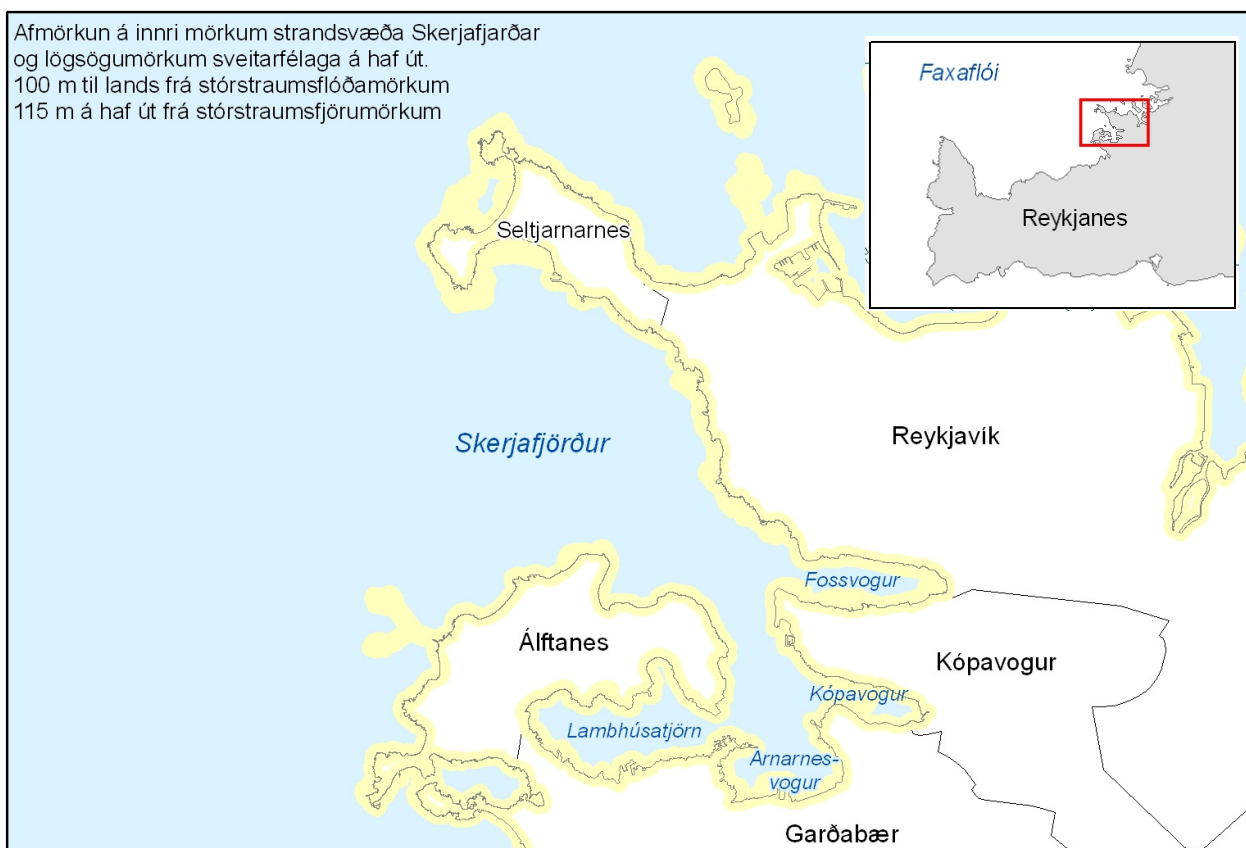 Afmörkun á innri mörkum strandsvæða Skerjafjarðar
og lögsögumörkum sveitarfélaga á haf út.
100 m til lands frá stórstraumsflóðamörkum
115 m á haf út frá stórstraumsfjörumörkum
Faxaflói
Reykjanes
Seltjarnarnes
Skerjafjörður
Reykjavík
Fossvogur
Álftanes
Kópavogur
Kópavogur
Lambhúsatjörn
Arnarnes-
vogur
Garðabær